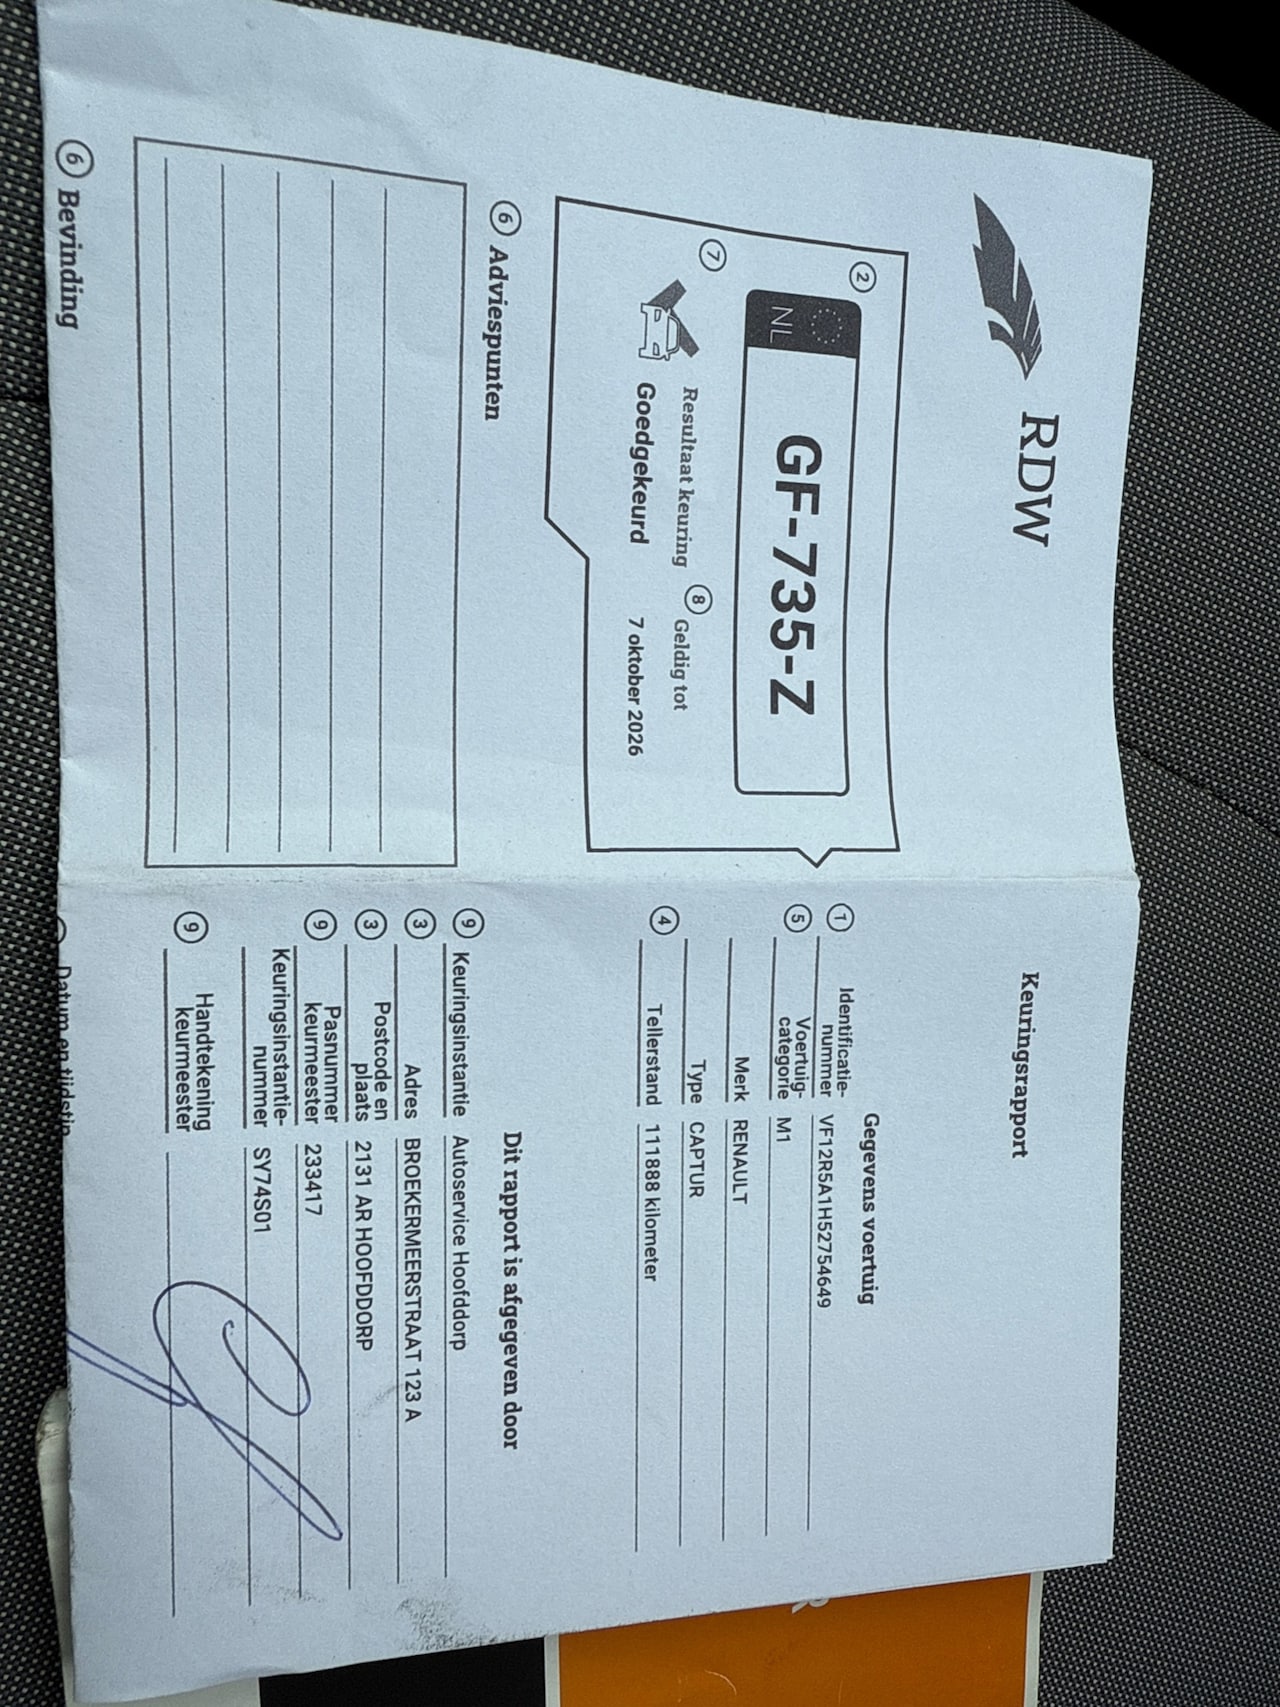 RDW
Keuringsrapport
2
NL
GF-735-Z
7
Resultaat keuring
Goedgekeurd
8
Geldig tot
7 oktober 2026
Gegevens voertuig
1 Identificatie-
nummer VF12R5A1H52754649
5 Voertuig-
categorie M1
Merk RENAULT
Type CAPTUR
4 Tellerstand 111888 kilometer
6 Adviespunten
Dit rapport is afgegeven door
9 Keuringsinstantie Autoservice Hoofddorp
3 Adres BROEKERMEERSTRAAT 123 A
3 Postcode en
plaats 2131 AR HOOFDDORP
9 Pasnummer
keurmeester 233417
Keuringsinstantie-
nummer SY74S01
9 Handtekening
keurmeester
6 Bevinding
Datum en tijdstip
R